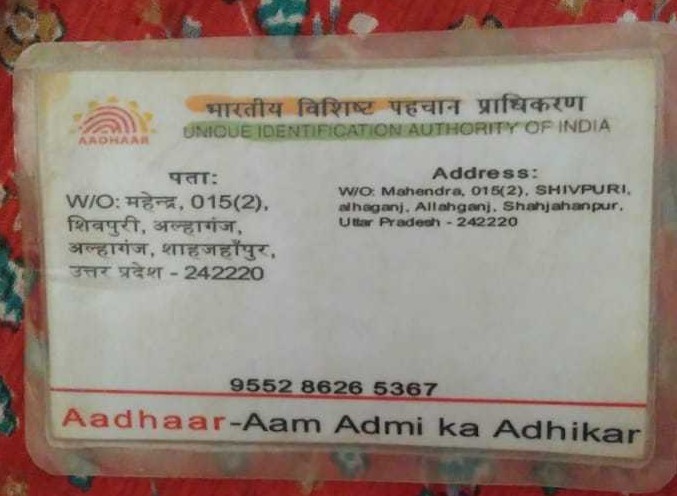 भारतीय विशिष्ट पहचान प्राधिकरण
UNIQUE IDENTIFICATION AUTHORITY OF INDIA
AADHAAR
पता:
W/O: महेन्द्र, 015(2),
शिवपुरी, अल्हागंज,
अल्हागंज, शाहजहाँपुर,
उत्तर प्रदेश - 242220
Address:
W/O: Mahendra, 015(2), SHIVPURI,
alhaganj, Allahganj, Shahjahanpur,
Uttar Pradesh - 242220
9552 8626 5367
Aadhaar-Aam Admi ka Adhikar